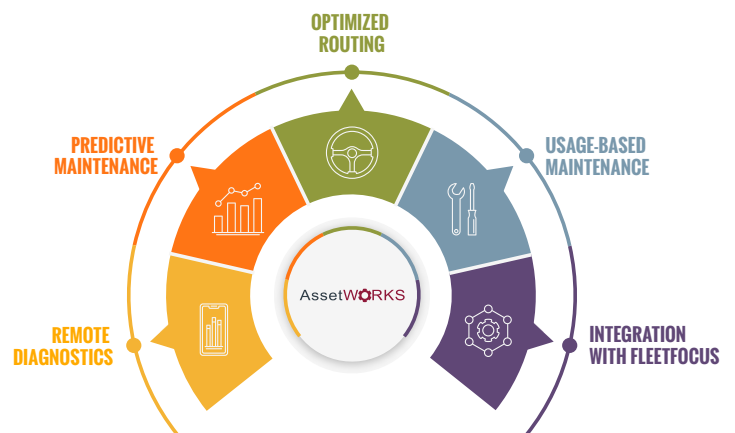 OPTIMIZED
ROUTING
PREDICTIVE
MAINTENANCE
USAGE-BASED
MAINTENANCE
AssetWORKS
REMOTE
DIAGNOSTICS
INTEGRATION
WITH FLEETFOCUS